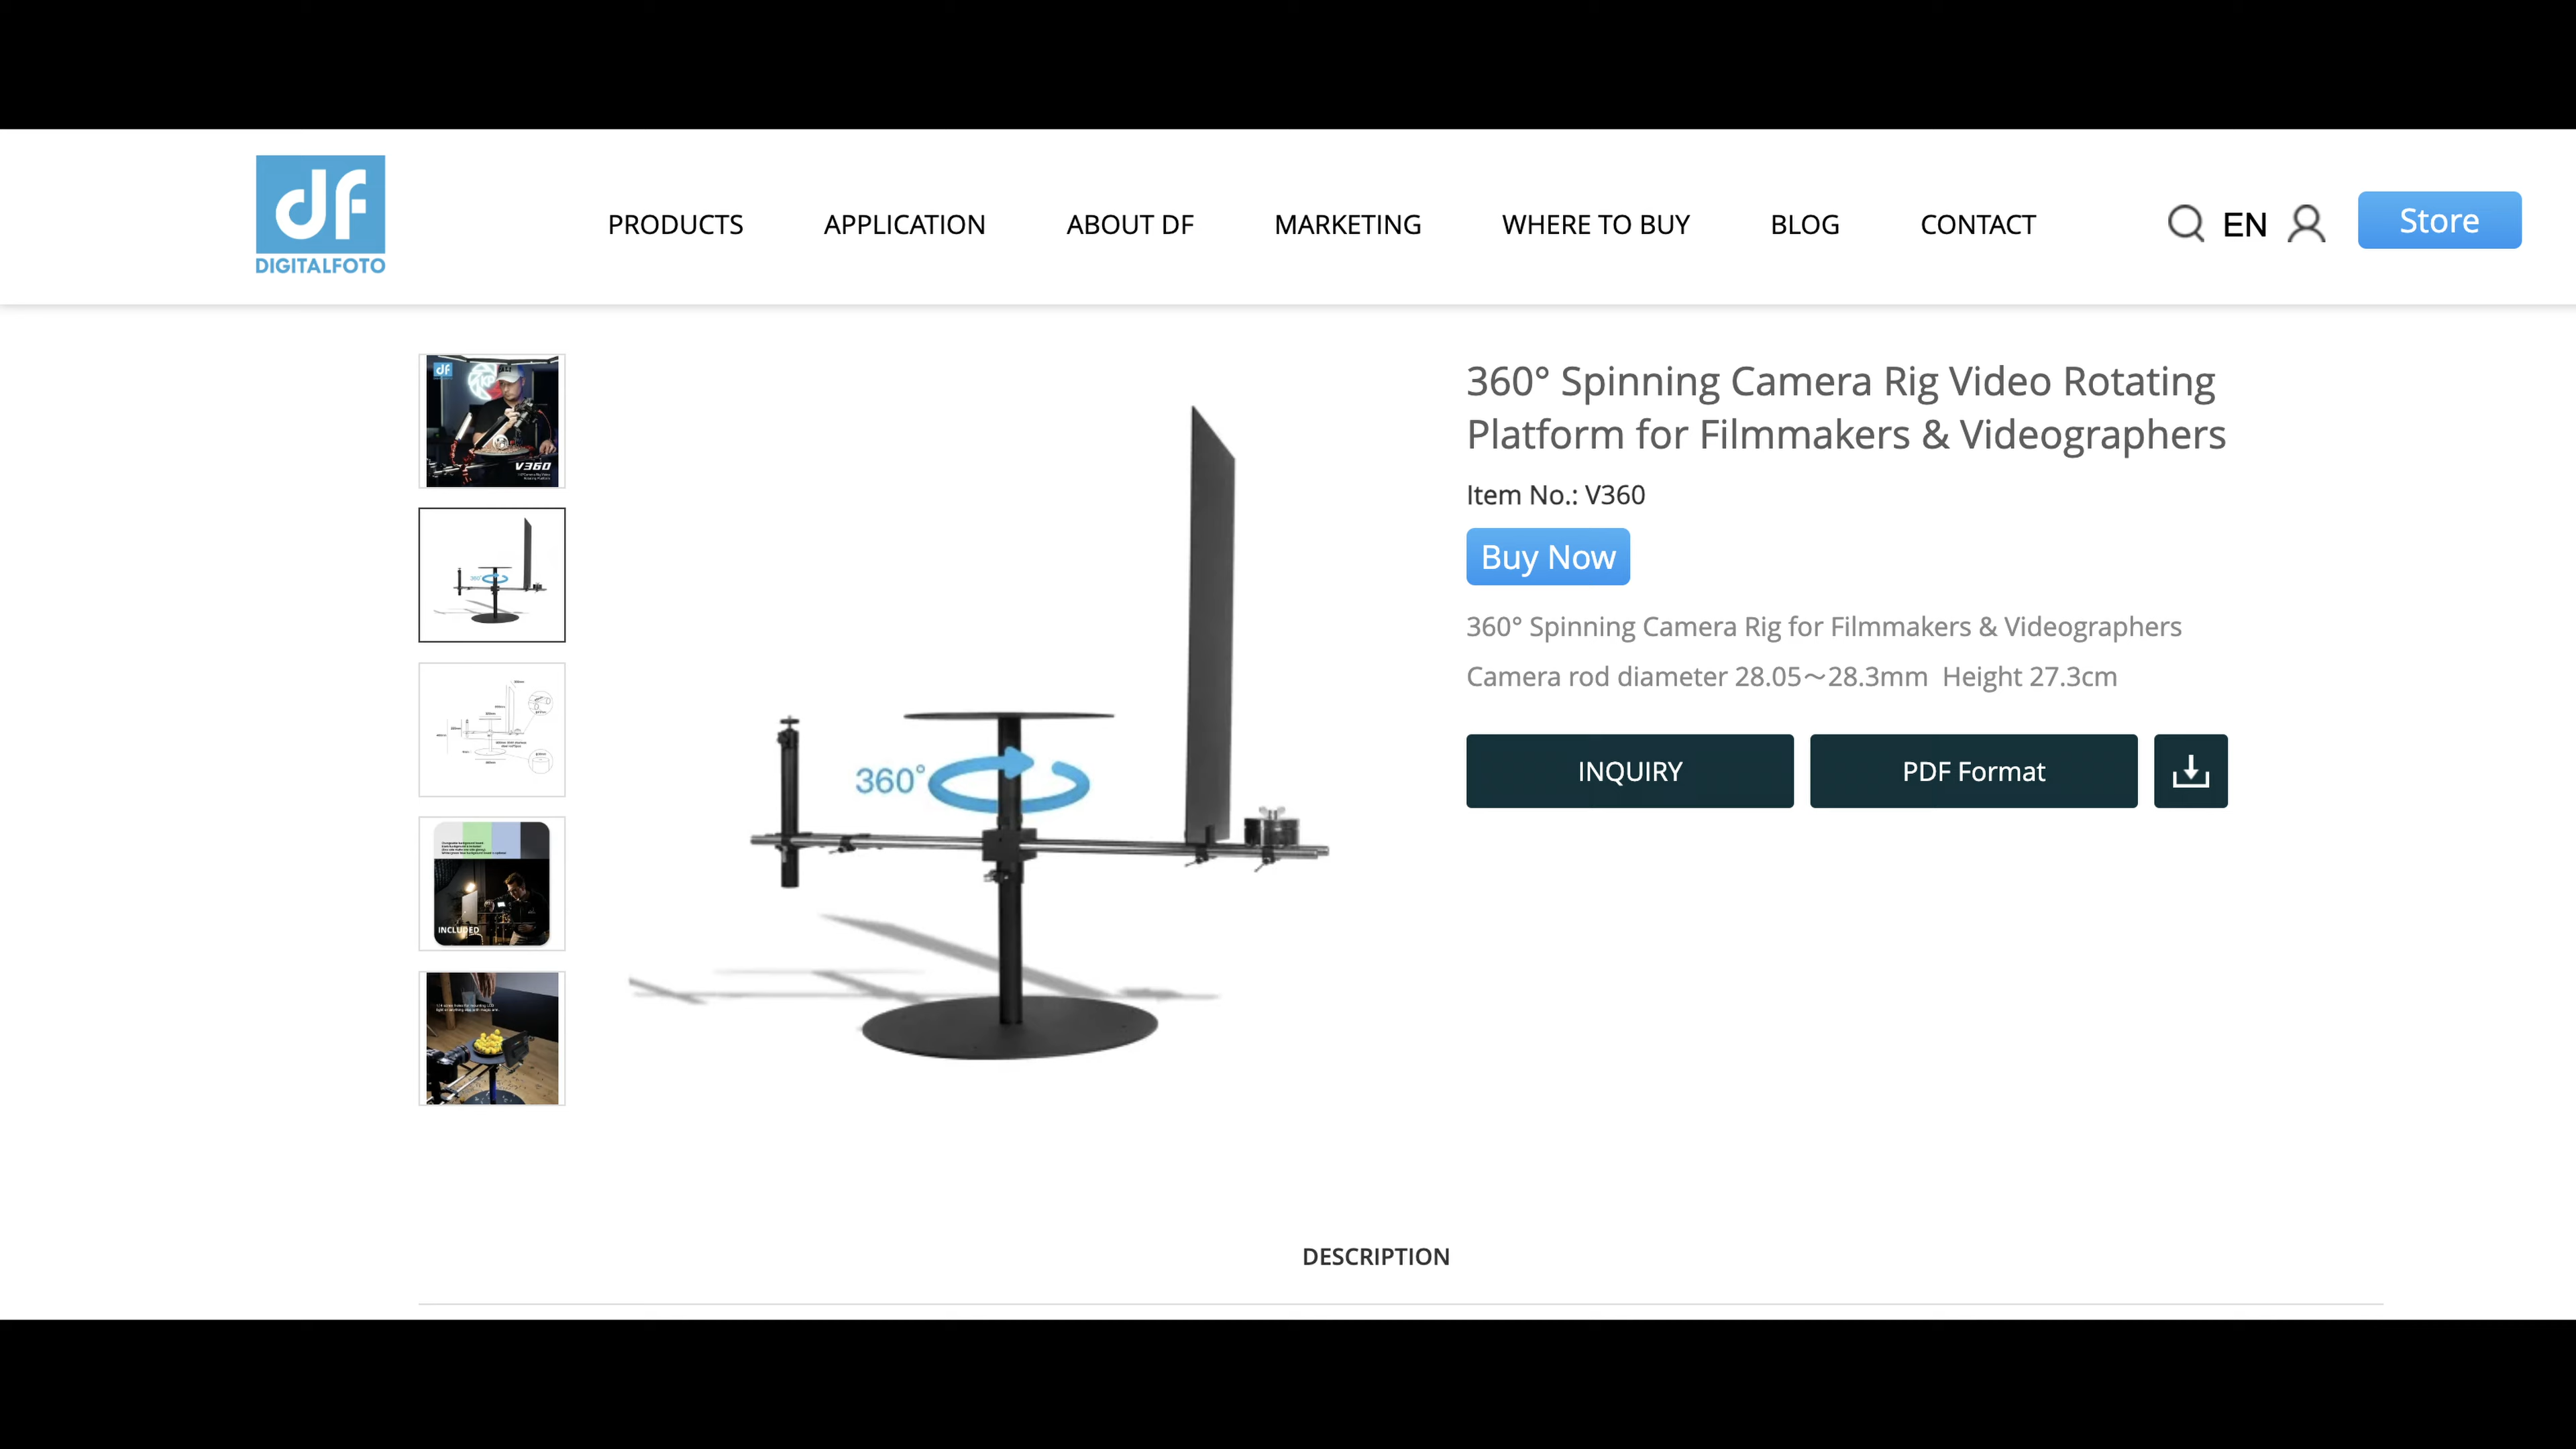 df
DIGITALFOTO
PRODUCTS
APPLICATION
ABOUT DF
MARKETING
WHERE TO BUY
BLOG
CONTACT
EN
Store
df
V360
360°
INCLUDED
360°
360° Spinning Camera Rig Video Rotating
Platform for Filmmakers & Videographers
Item No.: V360
Buy Now
360° Spinning Camera Rig for Filmmakers & Videographers
Camera rod diameter 28.05～28.3mm Height 27.3cm
INQUIRY
PDF Format
DESCRIPTION